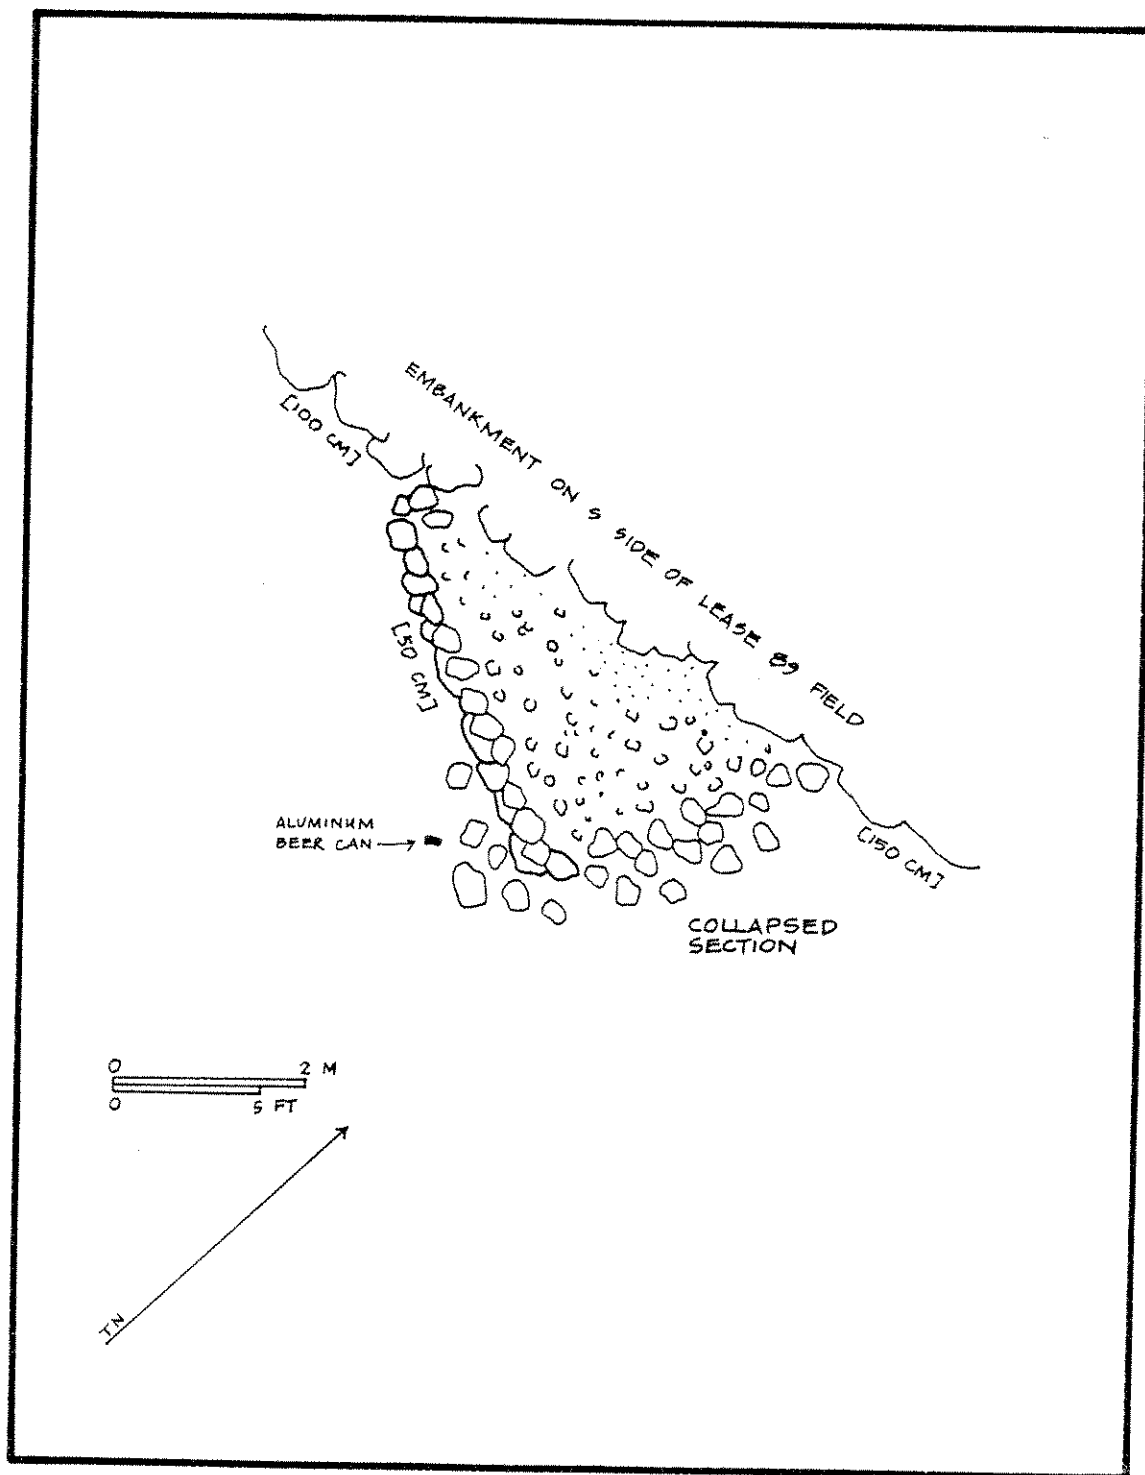 EMBANKMENT ON S SIDE OF LEASE 89 FIELD
[100 CM]
[50 CM]
ALUMINUM
BEER CAN
[150 CM]
COLLAPSED
SECTION
0 2 M
0 5 FT
TN